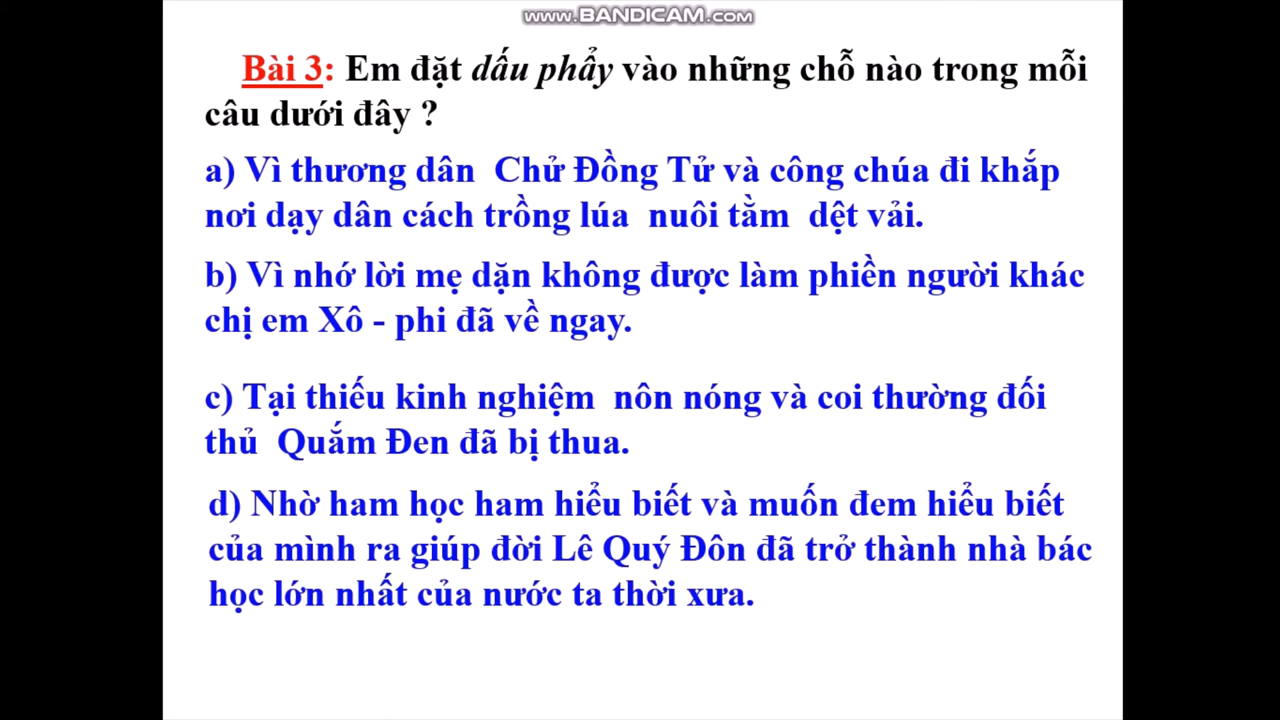 www.BANDICAM.com
Bài 3: Em đặt dấu phẩy vào những chỗ nào trong mỗi
câu dưới đây ?
a) Vì thương dân  Chử Đồng Tử và công chúa đi khắp
nơi dạy dân cách trồng lúa  nuôi tằm  dệt vải.
b) Vì nhớ lời mẹ dặn không được làm phiền người khác
chị em Xô - phi đã về ngay.
c) Tại thiếu kinh nghiệm  nôn nóng và coi thường đối
thủ  Quắm Đen đã bị thua.
d) Nhờ ham học ham hiểu biết và muốn đem hiểu biết
của mình ra giúp đời Lê Quý Đôn đã trở thành nhà bác
học lớn nhất của nước ta thời xưa.